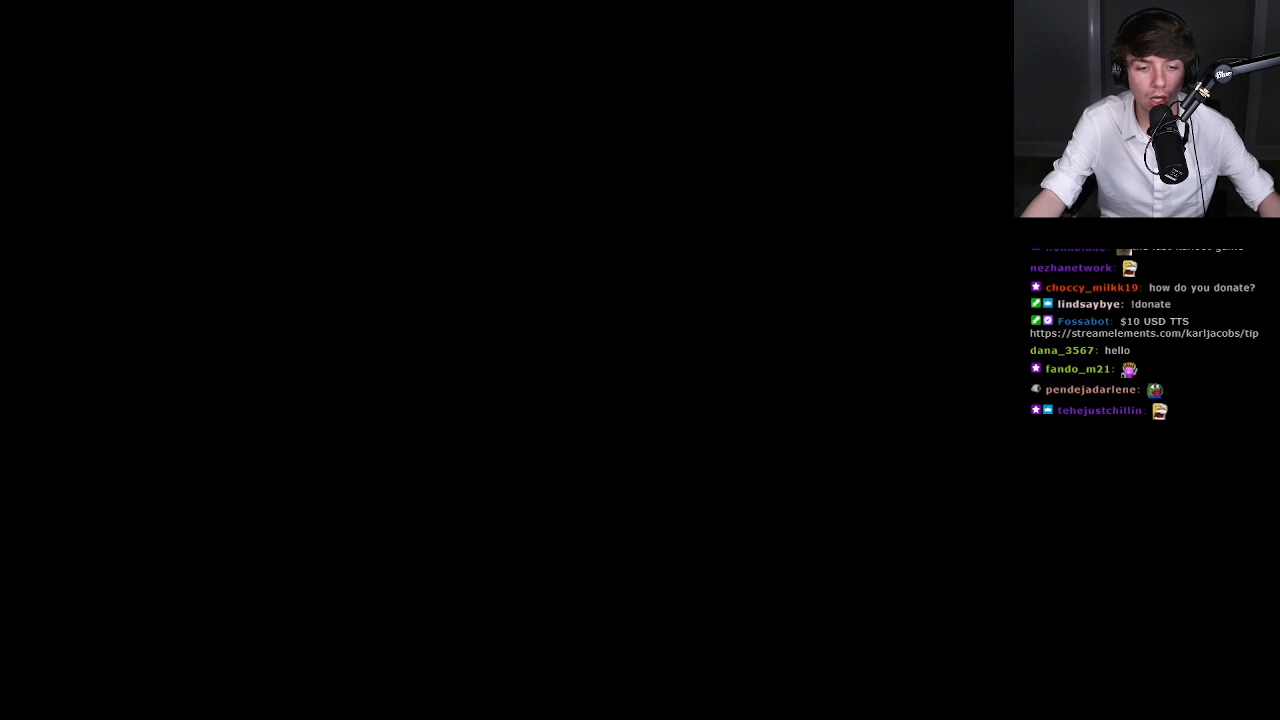 nezhanetwork:
choccy_milkk19: how do you donate?
lindsaybye: !donate
Fossabot: $10 USD TTS
https://streamelements.com/karljacobs/tip
dana_3567: hello
fando_m21:
pendejadarlene:
tehejustchillin: